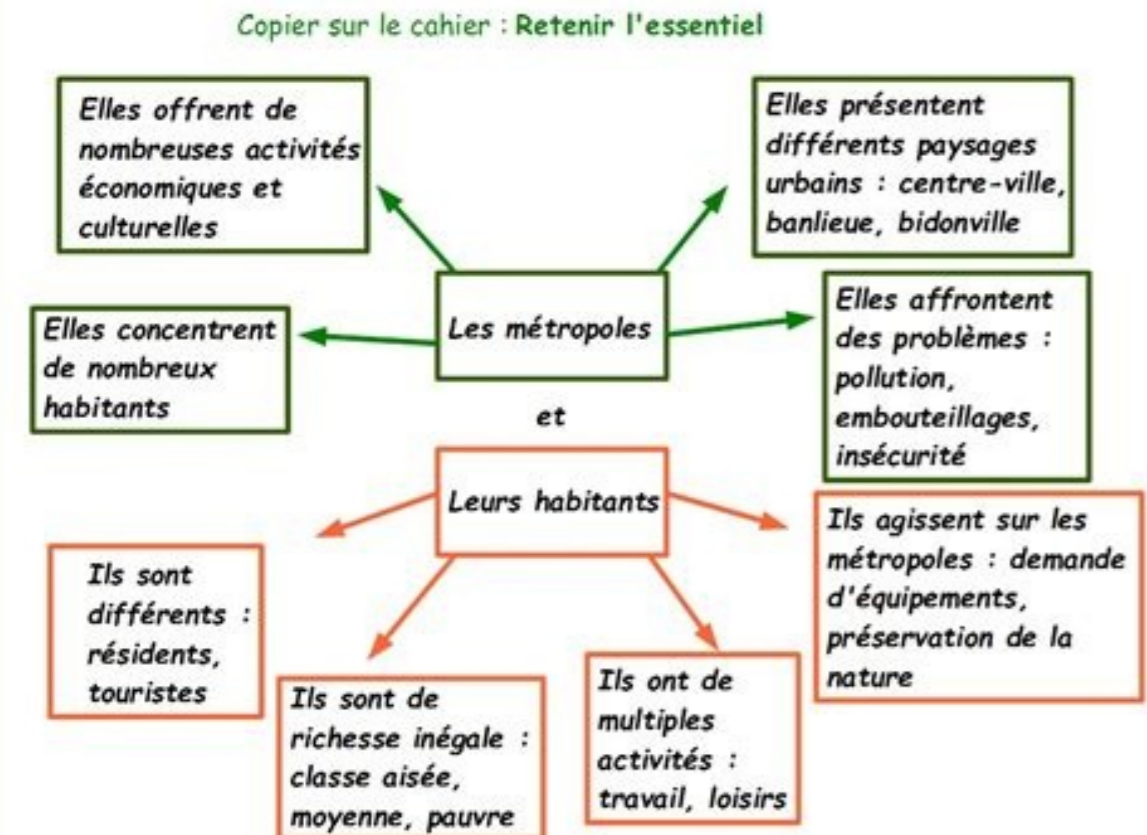 Copier sur le cahier : Retenir l'essentiel
Elles offrent de
nombreuses activités
économiques et
culturelles
Elles présentent
différents paysages
urbains : centre-ville,
banlieue, bidonville
Elles concentrent
de nombreux
habitants
Les métropoles
Elles affrontent
des problèmes :
pollution,
embouteillages,
insécurité
et
Leurs habitants
Ils sont
différents :
résidents,
touristes
Ils sont de
richesse inégale :
classe aisée,
moyenne, pauvre
Ils ont de
multiples
activités :
travail, loisirs
Ils agissent sur les
métropoles : demande
d'équipements,
préservation de la
nature